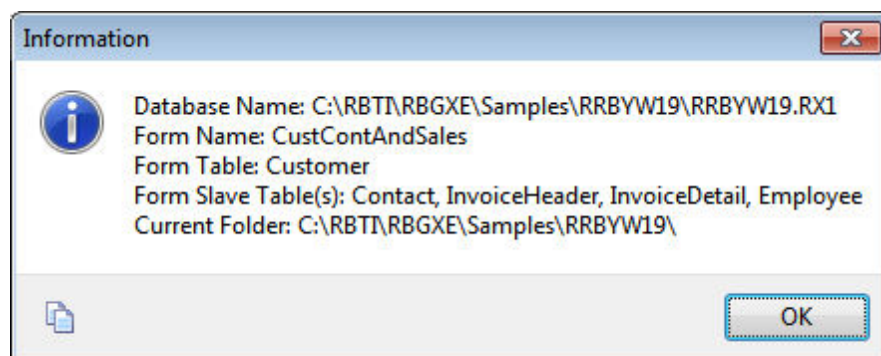 Information
Database Name: C:\RBTI\RBGXE\Samples\RRBYW19\RRBYW19.RX1
Form Name: CustContAndSales
Form Table: Customer
Form Slave Table(s): Contact, InvoiceHeader, InvoiceDetail, Employee
Current Folder: C:\RBTI\RBGXE\Samples\RRBYW19\
OK